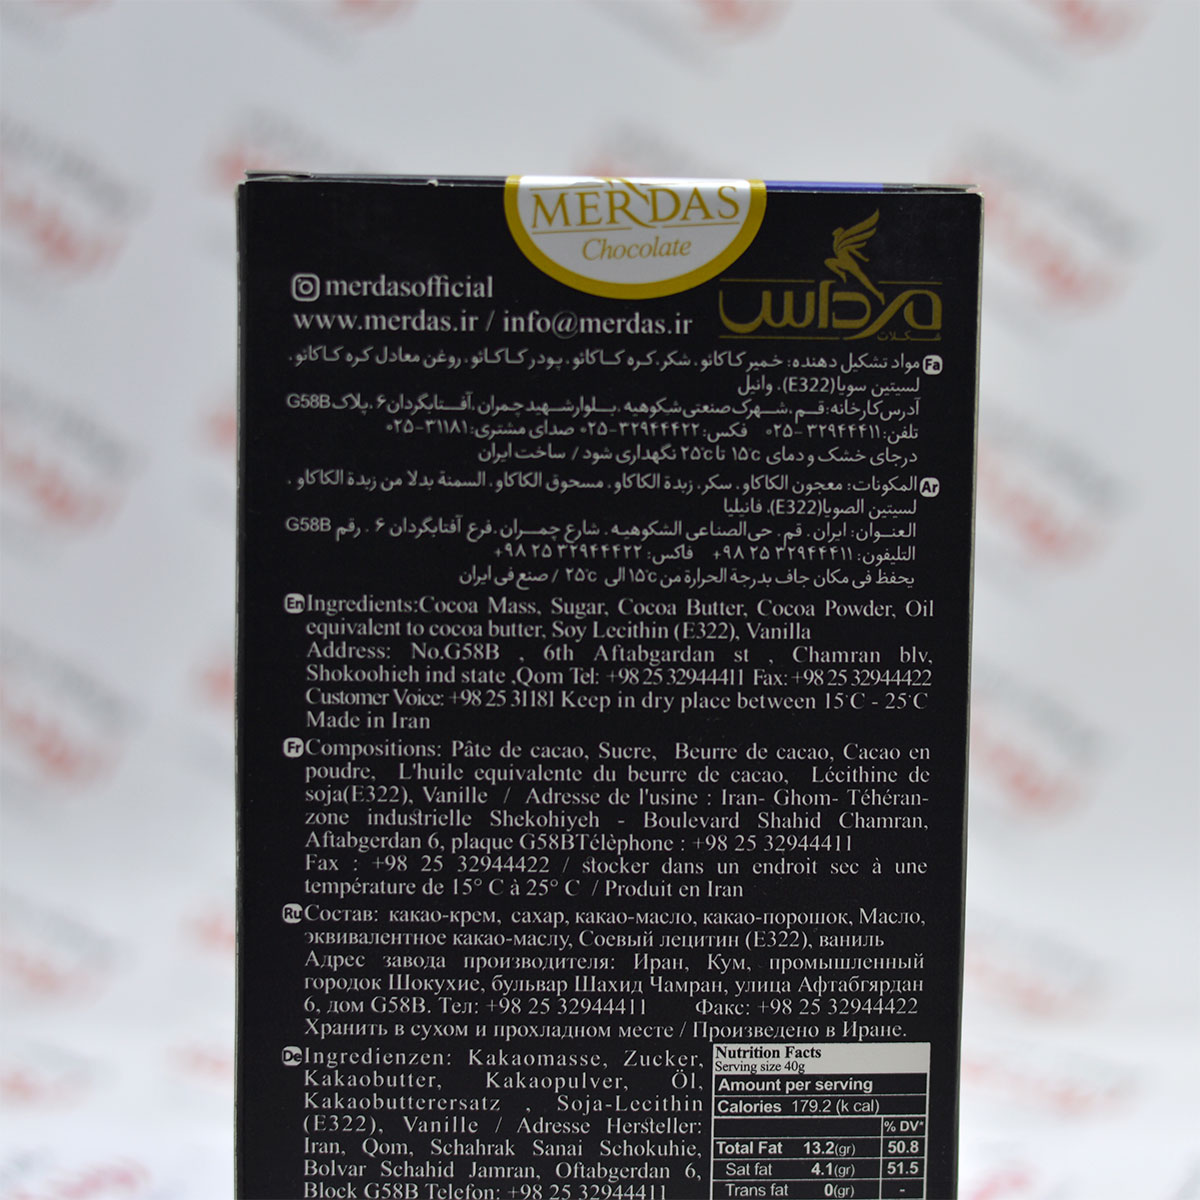 MERDAS
Chocolate
مرداس
شکلات
merdasofficial
www.merdas.ir / info@merdas.ir
Fa مواد تشکیل دهنده: خمیر کاکائو، شکر، کره کاکائو، پودر کاکائو، روغن معادل کره کاکائو،
لسیتین سویا(E322)، وانیل
آدرس کارخانه: قم، شهرک صنعتی شکوهیه، بلوار شهید چمران، آفتابگردان ۶، پلاک G58B
تلفن: ۳۲۹۴۴۴۱۱-۰۲۵ فکس: ۳۲۹۴۴۴۲۲-۰۲۵ صدای مشتری: ۳۱۱۸۱-۰۲۵
درجای خشک و دمای ۱۵°c تا ۲۵°c نگهداری شود / ساخت ایران
Ar المکونات: معجون الکاکاو، سکر، زبدة الکاکاو، مسحوق الکاکاو، السمنة بدلا من زبدة الکاکاو،
لسیتین الصویا(E322)، فانیلیا
العنوان: ایران، قم، حی الصناعی الشکوهیه، شارع چمران، فرع آفتابگردان ۶، رقم G58B
التلیفون: ۳۲۹۴۴۴۱۱ ۲۵ ۹۸+ فاکس: ۳۲۹۴۴۴۲۲ ۲۵ ۹۸+
یحفظ فی مکان جاف بدرجة الحرارة من ۱۵°c الی ۲۵°c / صنع فی ایران
En Ingredients:Cocoa Mass, Sugar, Cocoa Butter, Cocoa Powder, Oil
equivalent to cocoa butter, Soy Lecithin (E322), Vanilla
Address: No.G58B , 6th Aftabgardan st , Chamran blv,
Shokoohieh ind state ,Qom Tel: +98 25 32944411 Fax: +98 25 32944422
Customer Voice: +98 25 31181 Keep in dry place between 15°C - 25°C
Made in Iran
Fr Compositions: Pâte de cacao, Sucre, Beurre de cacao, Cacao en
poudre, L'huile equivalente du beurre de cacao, Lécithine de
soja(E322), Vanille / Adresse de l'usine : Iran- Ghom- Téhéran-
zone industrielle Shekohiyeh - Boulevard Shahid Chamran,
Aftabgerdan 6, plaque G58BTélèphone : +98 25 32944411
Fax : +98 25 32944422 / stocker dans un endroit sec à une
température de 15° C à 25° C / Produit en Iran
Ru Состав: какао-крем, сахар, какао-масло, какао-порошок, Масло,
эквивалентное какао-маслу, Соевый лецитин (Е322), ваниль
Адрес завода производителя: Иран, Кум, промышленный
городок Шокухие, бульвар Шахид Чамран, улица Афтабгярдан
6, дом G58B. Тел: +98 25 32944411 Факс: +98 25 32944422
Хранить в сухом и прохладном месте / Произведено в Иране.
De Ingredienzen: Kakaomasse, Zucker,
Kakaobutter, Kakaopulver, Öl,
Kakaobutterersatz , Soja-Lecithin
(E322), Vanille / Adresse Hersteller:
Iran, Qom, Schahrak Sanai Schokuhie,
Bolvar Schahid Jamran, Oftabgerdan 6,
Block G58B Telefon: +98 25 32944411
Nutrition Facts
Serving size 40g
Amount per serving
Calories 179.2 (k cal)
% DV*
Total Fat 13.2(gr) 50.8
Sat fat 4.1(gr) 51.5
Trans fat 0(gr) -